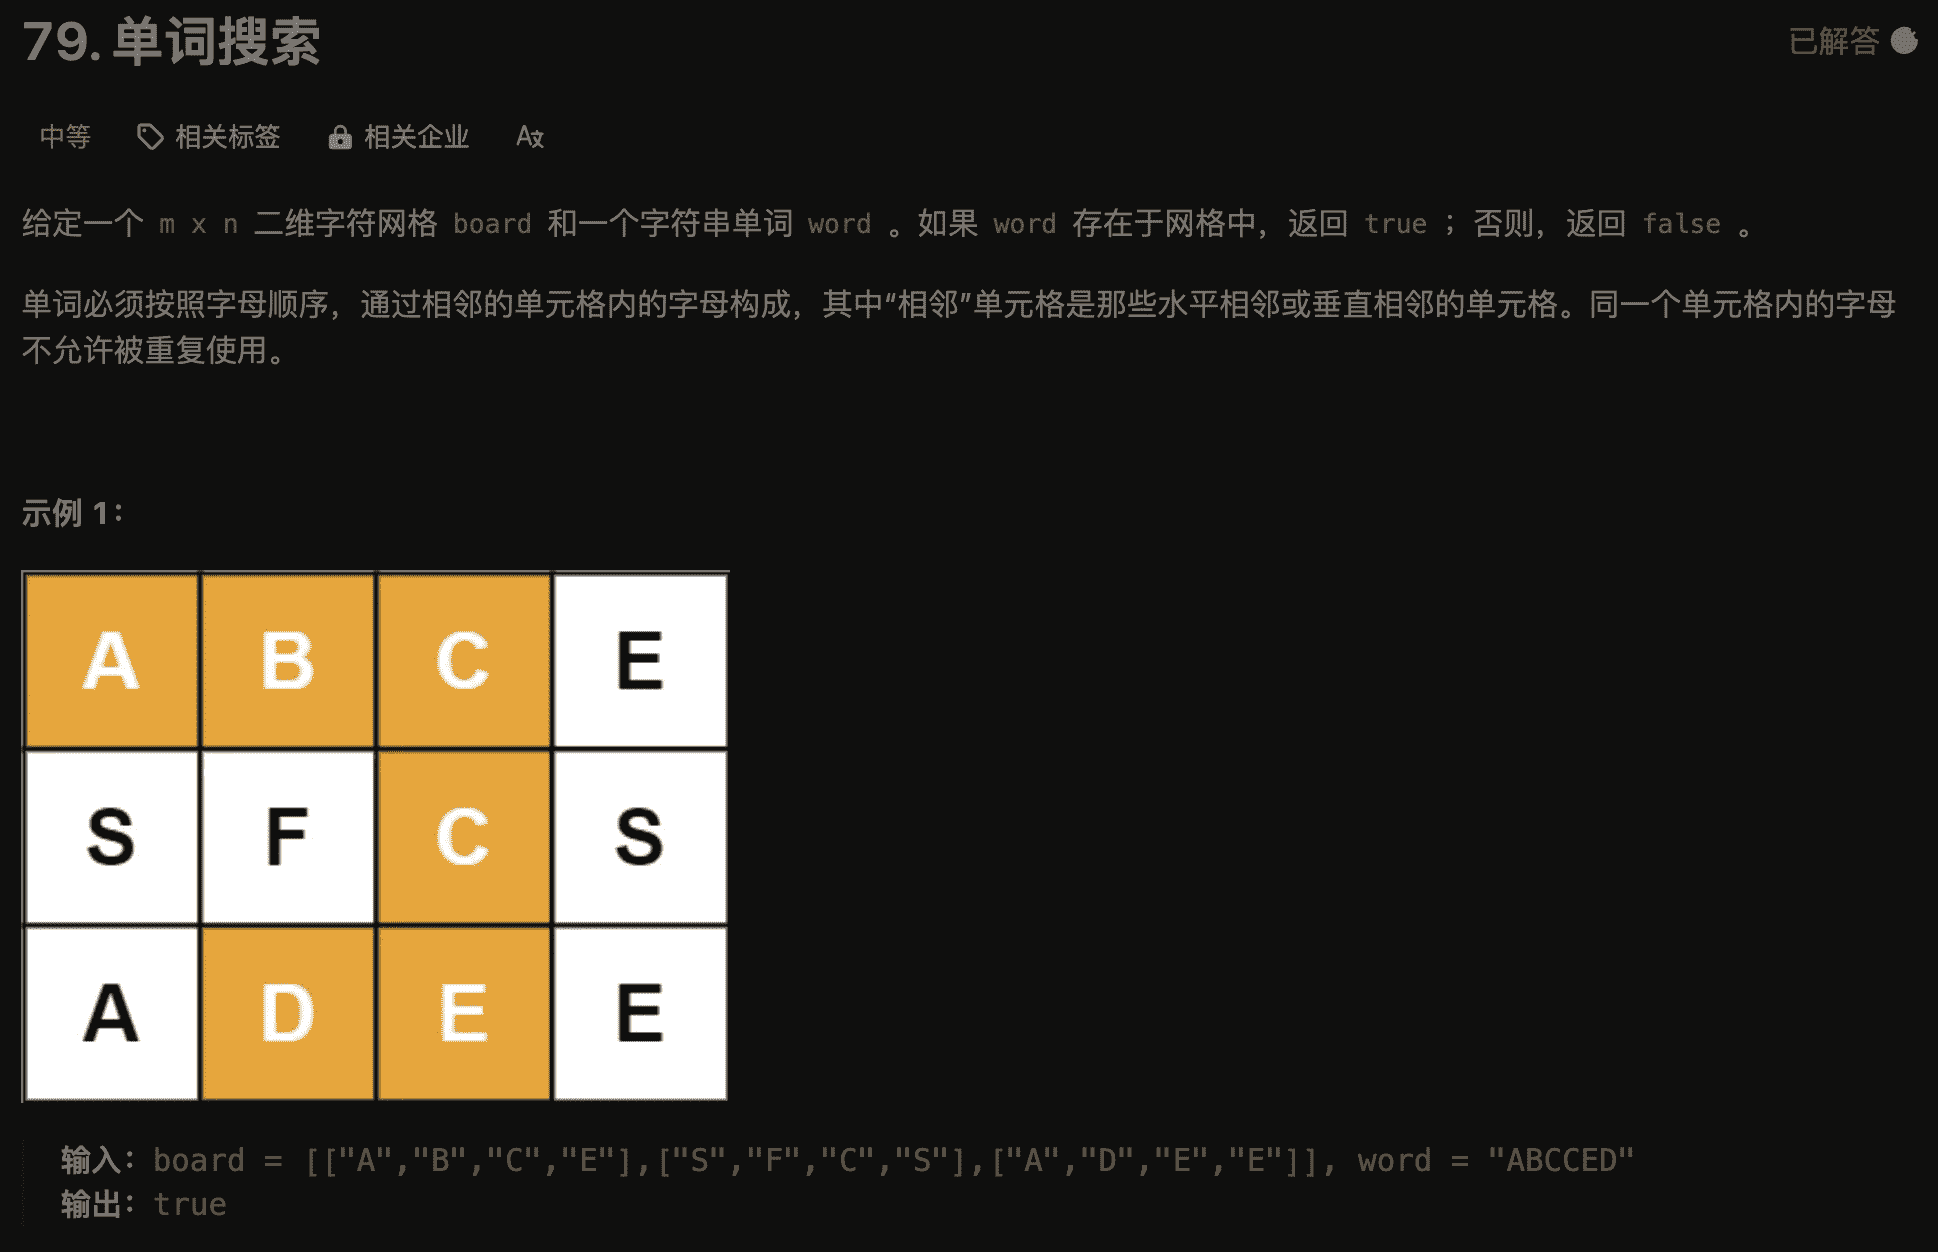 79. 单词搜索 已解答
中等 相关标签 相关企业
给定一个 m x n 二维字符网格 board 和一个字符串单词 word 。如果 word 存在于网格中，返回 true ；否则，返回 false 。
单词必须按照字母顺序，通过相邻的单元格内的字母构成，其中“相邻”单元格是那些水平相邻或垂直相邻的单元格。同一个单元格内的字母
不允许被重复使用。
示例 1：
A B C E
S F C S
A D E E
输入：board = [["A","B","C","E"],["S","F","C","S"],["A","D","E","E"]], word = "ABCCED"
输出：true